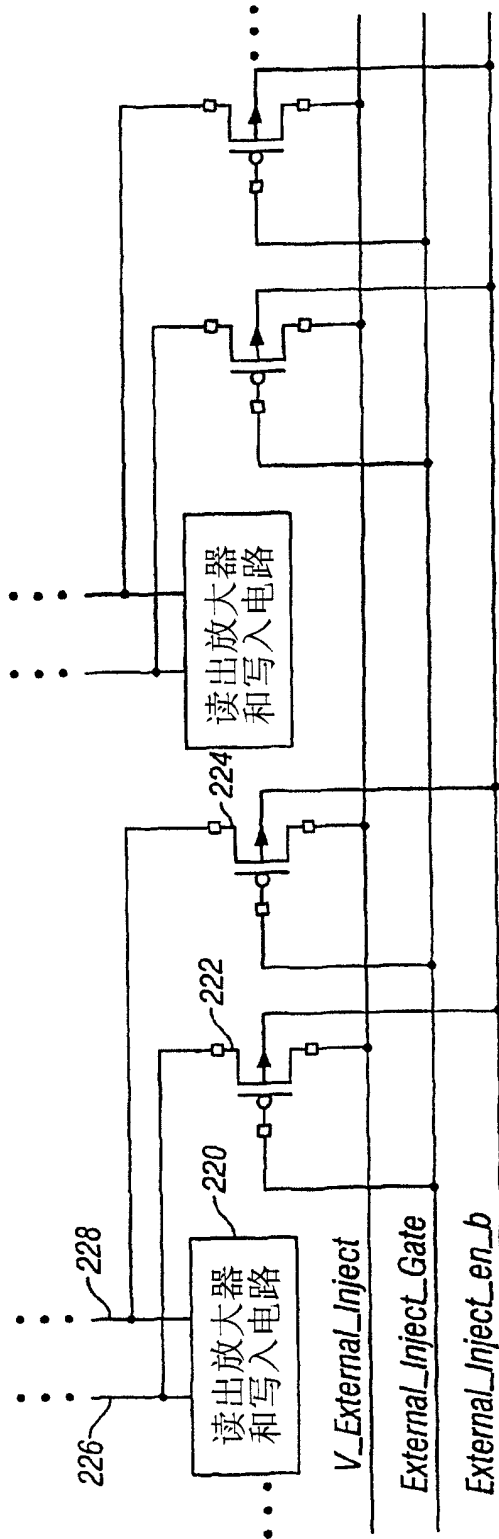 226
228
读出放大器
和写入电路
220
222
224
读出放大器
和写入电路
V_External_Inject
External_Inject_Gate
External_Inject_en_b